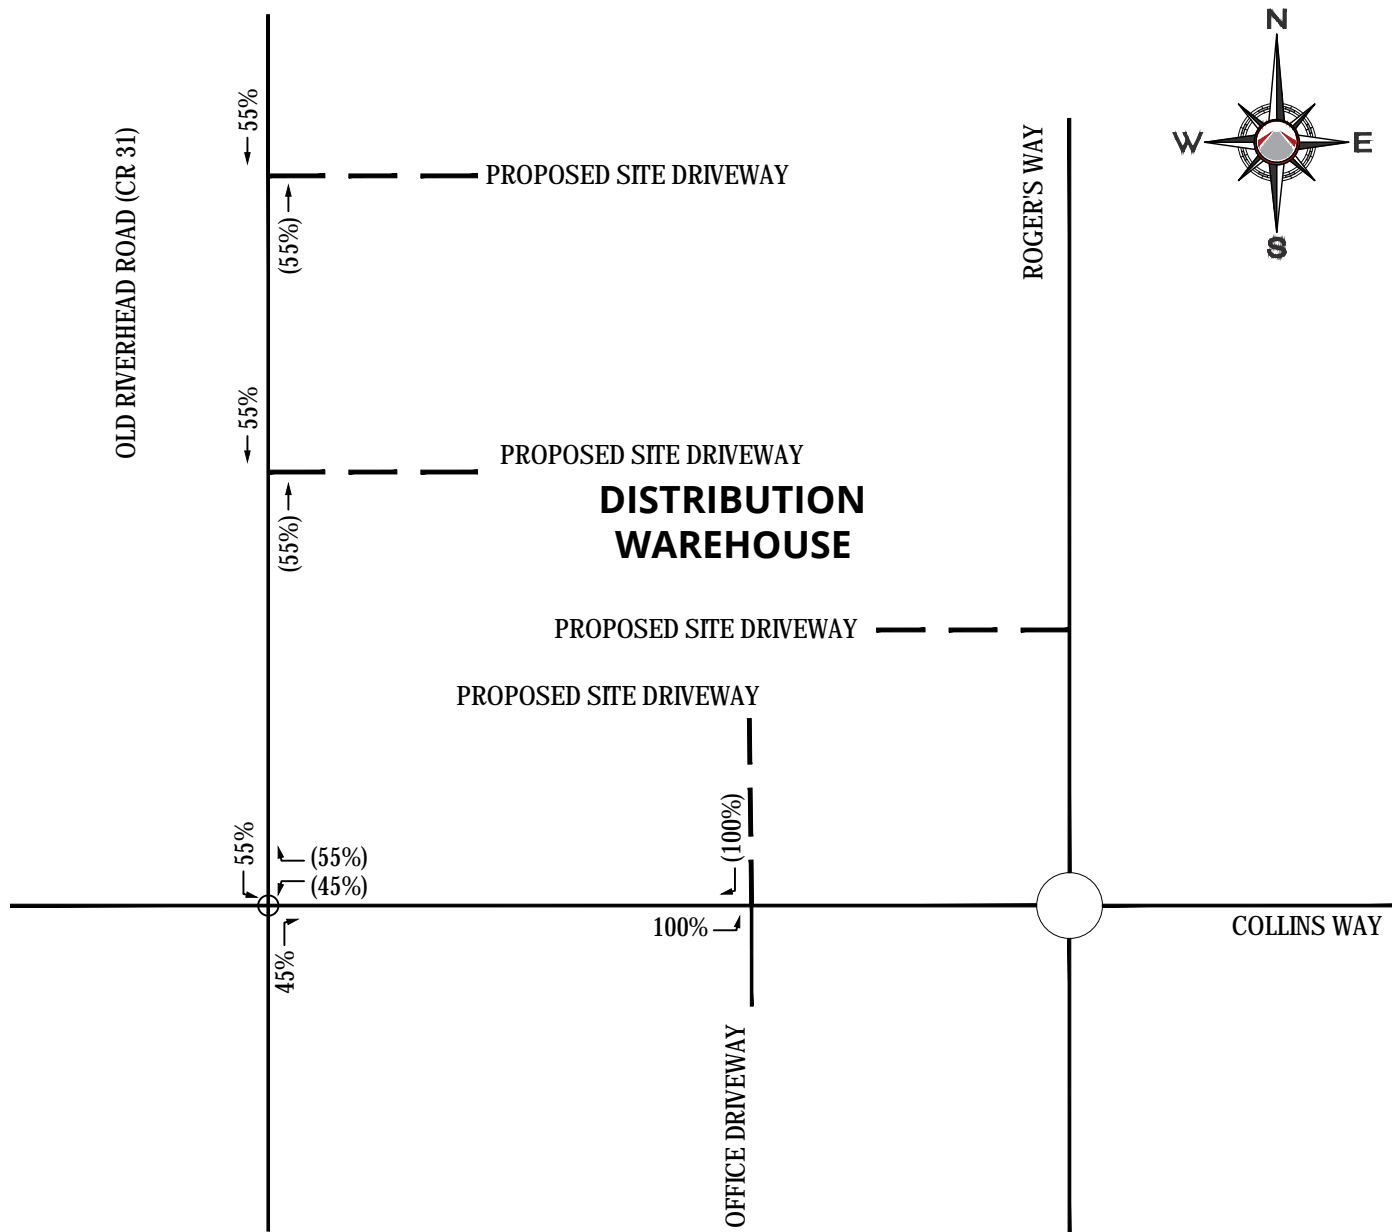 N
W
E
S
55%
OLD RIVERHEAD ROAD (CR 31)
PROPOSED SITE DRIVEWAY
(55%)
ROGER'S WAY
55%
PROPOSED SITE DRIVEWAY
DISTRIBUTION
WAREHOUSE
(55%)
PROPOSED SITE DRIVEWAY
PROPOSED SITE DRIVEWAY
55%
(55%)
(45%)
(100%)
45%
100%
COLLINS WAY
OFFICE DRIVEWAY